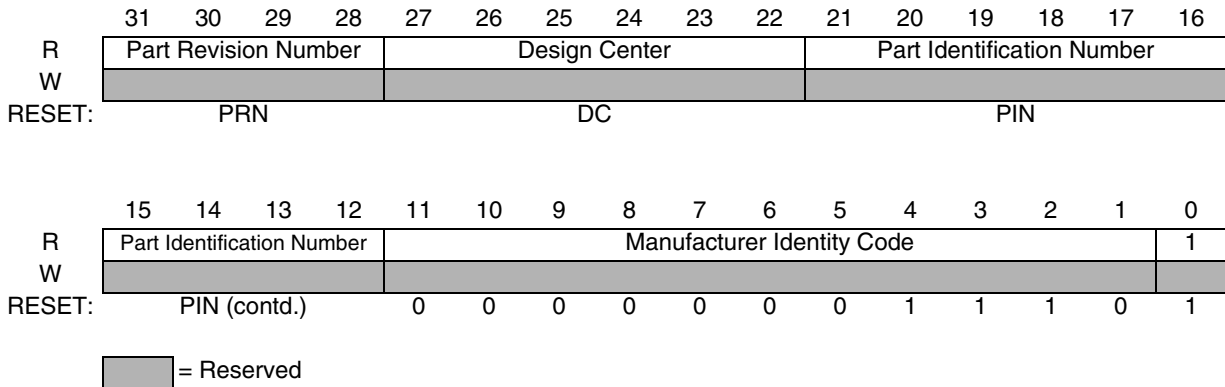 31 30 29 28 27 26 25 24 23 22 21 20 19 18 17 16
R Part Revision Number Design Center Part Identification Number
W
RESET: PRN DC PIN
15 14 13 12 11 10 9 8 7 6 5 4 3 2 1 0
R Part Identification Number Manufacturer Identity Code 1
W
RESET: PIN (contd.) 0 0 0 0 0 0 0 1 1 1 0 1
= Reserved